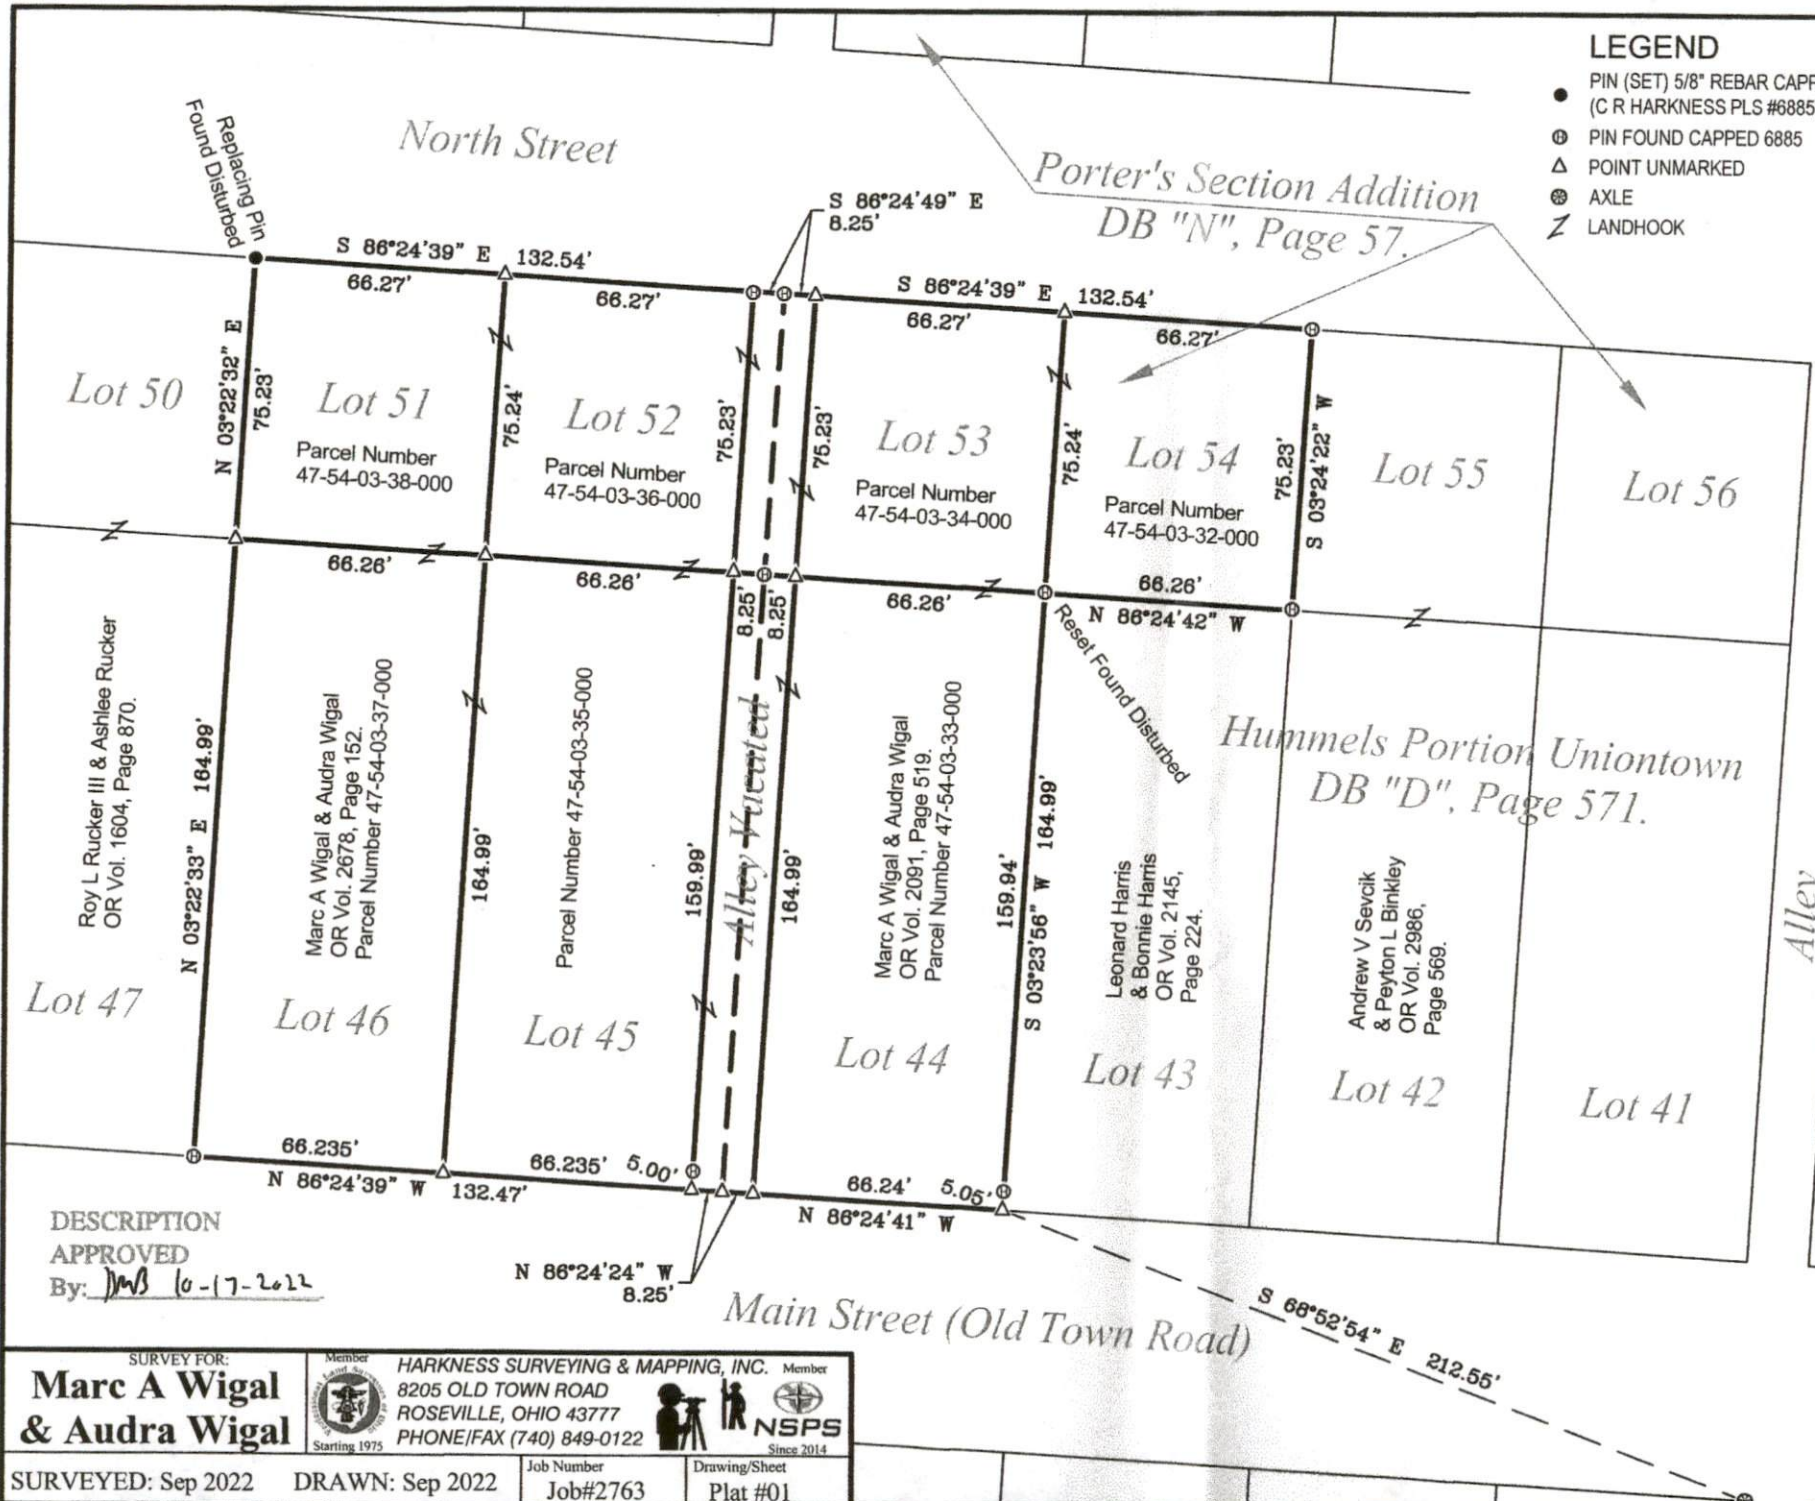 LEGEND
PIN (SET) 5/8" REBAR CAPP
(C R HARKNESS PLS #6885
PIN FOUND CAPPED 6885
POINT UNMARKED
AXLE
LANDHOOK
Replacing Pin
Found Disturbed
North Street
Porter's Section Addition
DB "N", Page 57.
S 86°24'49" E
8.25'
S 86°24'39" E 132.54'
66.27'
66.27'
S 86°24'39" E 132.54'
66.27'
66.27'
N 03°22'32" E
75.23'
75.24'
75.23'
75.23'
75.24'
75.23'
S 03°24'22" W
Lot 50
Lot 51
Parcel Number
47-54-03-38-000
Lot 52
Parcel Number
47-54-03-36-000
Lot 53
Parcel Number
47-54-03-34-000
Lot 54
Parcel Number
47-54-03-32-000
Lot 55
Lot 56
66.26'
66.26'
8.25'
8.25'
66.26'
66.26'
N 86°24'42" W
Reset Found Disturbed
Hummels Portion Uniontown
DB "D", Page 571.
Roy L Rucker III & Ashlee Rucker
OR Vol. 1604, Page 870.
N 03°22'33" E 164.99'
Marc A Wigal & Audra Wigal
OR Vol. 2678, Page 152.
Parcel Number 47-54-03-37-000
164.99'
Parcel Number 47-54-03-35-000
159.99'
Alley Vacated
164.99'
Marc A Wigal & Audra Wigal
OR Vol. 2091, Page 519.
Parcel Number 47-54-03-33-000
159.94'
S 03°23'56" W 164.99'
Leonard Harris
& Bonnie Harris
OR Vol. 2145,
Page 224.
Andrew V Sevcik
& Peyton L Binkley
OR Vol. 2986,
Page 569.
Alley
Lot 47
Lot 46
Lot 45
Lot 44
Lot 43
Lot 42
Lot 41
66.235'
N 86°24'39" W 132.47'
66.235'
5.00'
66.24'
5.05'
N 86°24'41" W
N 86°24'24" W
8.25'
Main Street (Old Town Road)
S 68°52'54" E 212.55'
DESCRIPTION
APPROVED
By: DMB 10-17-2022
SURVEY FOR:
Marc A Wigal
& Audra Wigal
Member
Starting 1975
HARKNESS SURVEYING & MAPPING, INC.
8205 OLD TOWN ROAD
ROSEVILLE, OHIO 43777
PHONE/FAX (740) 849-0122
Member
NSPS
Since 2014
SURVEYED: Sep 2022 DRAWN: Sep 2022
Job Number
Job#2763
Drawing/Sheet
Plat #01